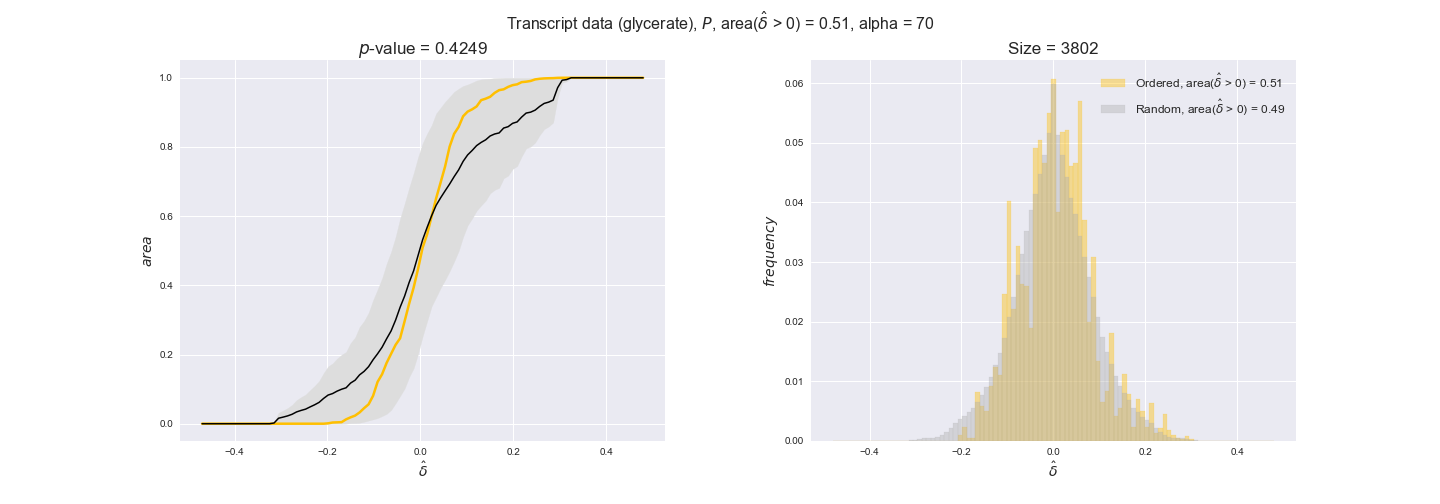 Transcript data (glycerate), P, area(δ̂ > 0) = 0.51, alpha = 70
p-value = 0.4249
1.0
0.8
0.6
0.4
0.2
0.0
area
−0.4 −0.2 0.0 0.2 0.4
δ̂
Size = 3802
Ordered, area(δ̂ > 0) = 0.51
Random, area(δ̂ > 0) = 0.49
0.06
0.05
0.04
0.03
0.02
0.01
0.00
frequency
−0.4 −0.2 0.0 0.2 0.4
δ̂